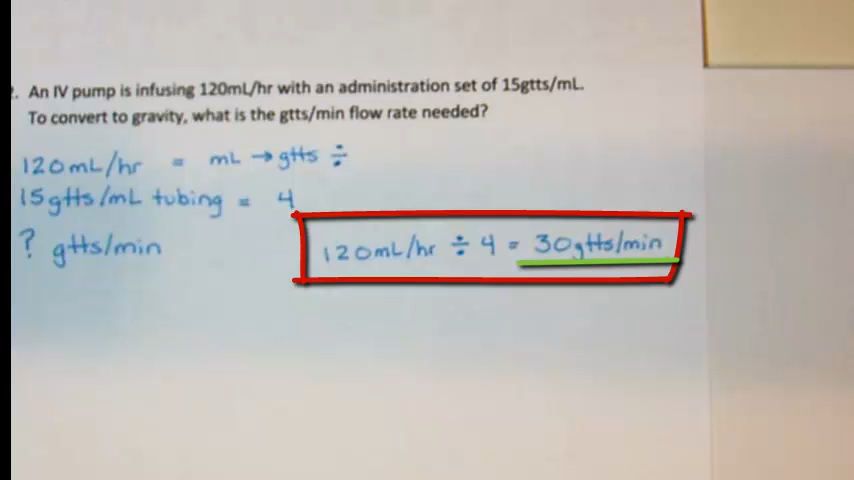 . An IV pump is infusing 120mL/hr with an administration set of 15gtts/mL.
To convert to gravity, what is the gtts/min flow rate needed?
120mL/hr = mL → gtts ÷
15gtts/mL tubing = 4
? gtts/min
120mL/hr ÷ 4 = 30gtts/min